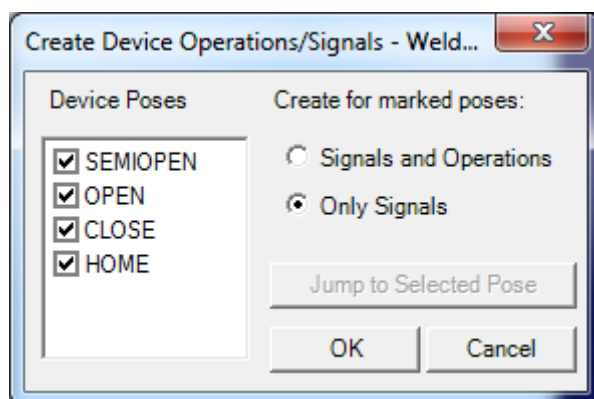 Create Device Operations/Signals - Weld...
Device Poses
SEMIOPEN
OPEN
CLOSE
HOME
Create for marked poses:
Signals and Operations
Only Signals
Jump to Selected Pose
OK
Cancel